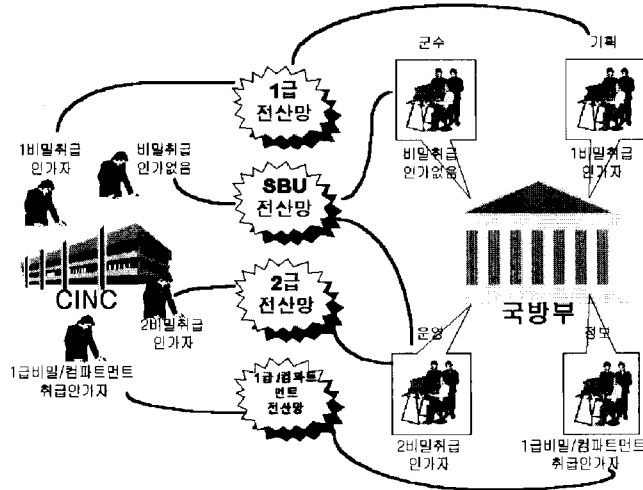 군수
기획
1급
전산망
1비밀취급
인가자
비밀취급
인가없음
비밀취급
인가없음
1비밀취급
인가자
SBU
전산망
CINC
2급
전산망
국방부
2비밀취급
인가자
운영
정보
1급비밀/컴파트먼트
취급인가자
1급/컴파트
먼트
전산망
2비밀취급
인가자
1급비밀/컴파트먼트
취급인가자